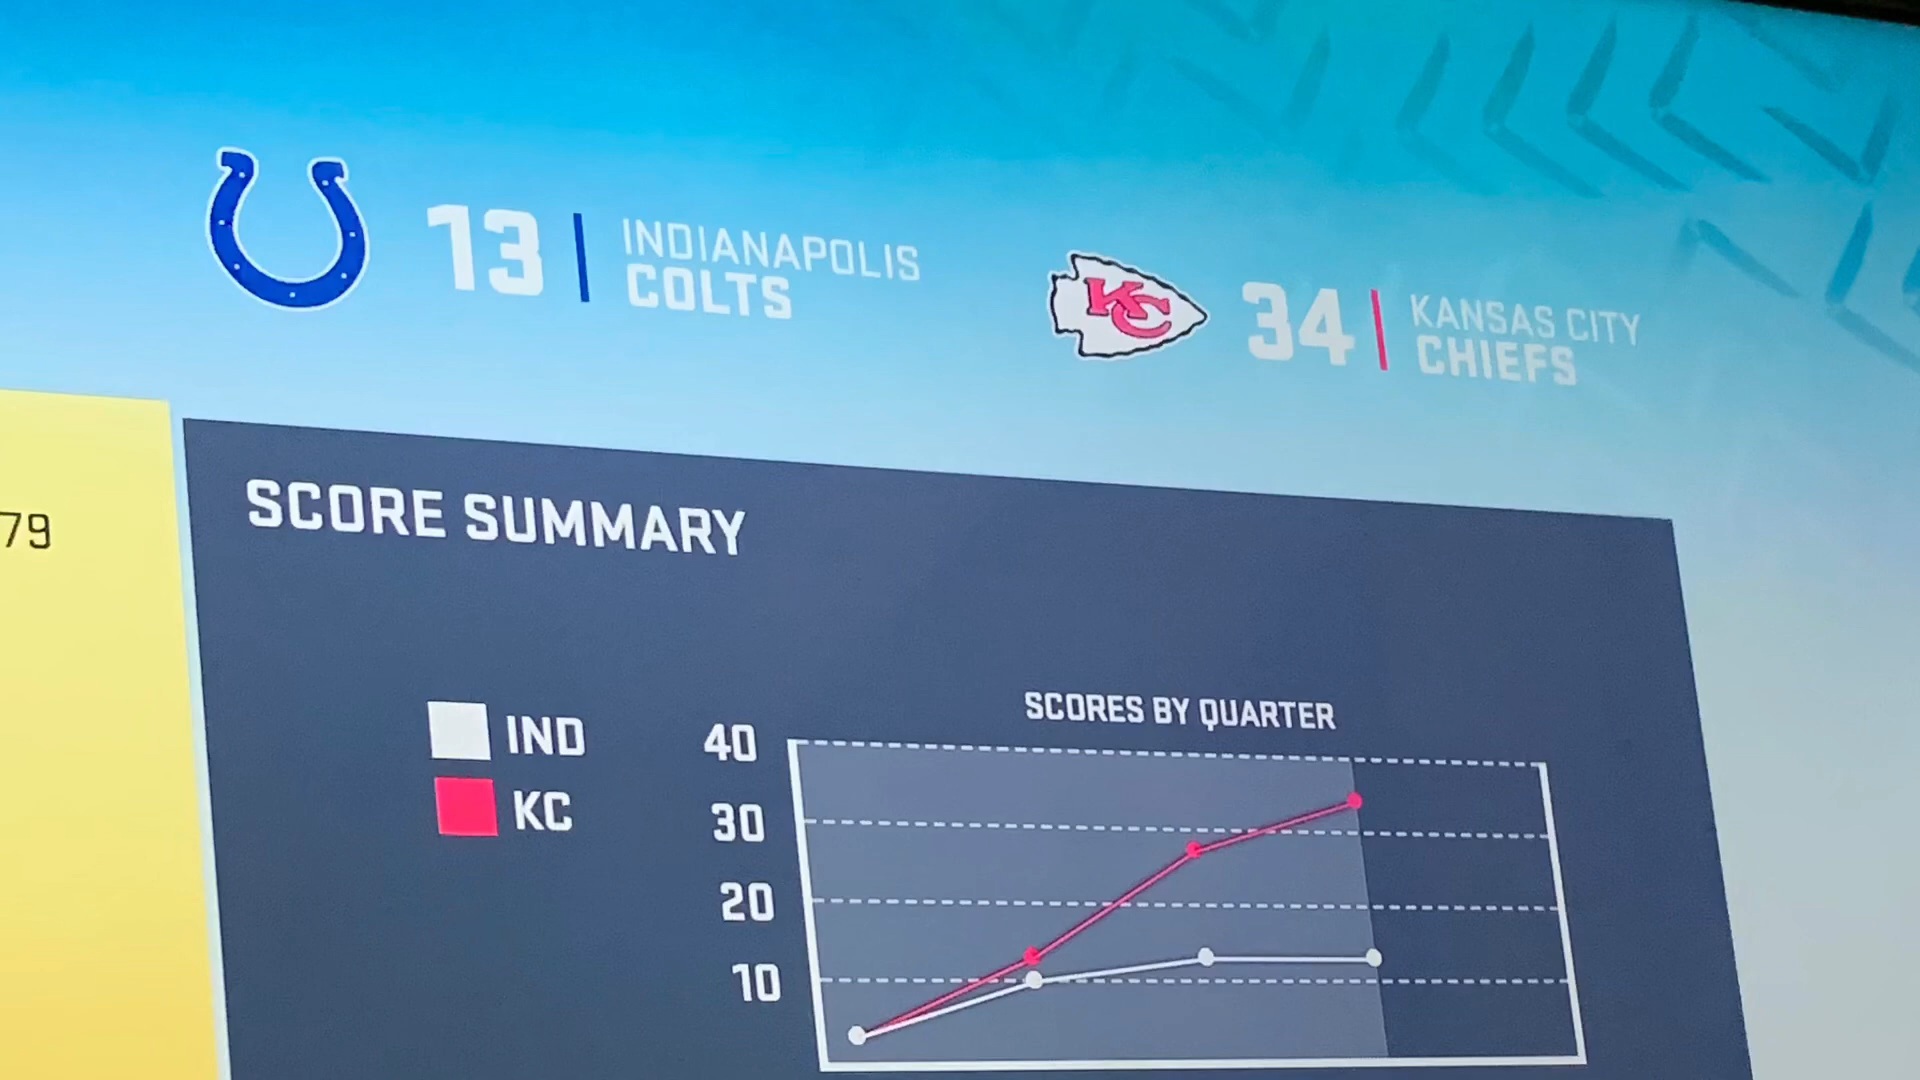 13
INDIANAPOLIS
COLTS
KC
34
KANSAS CITY
CHIEFS
79
SCORE SUMMARY
IND
KC
SCORES BY QUARTER
40
30
20
10